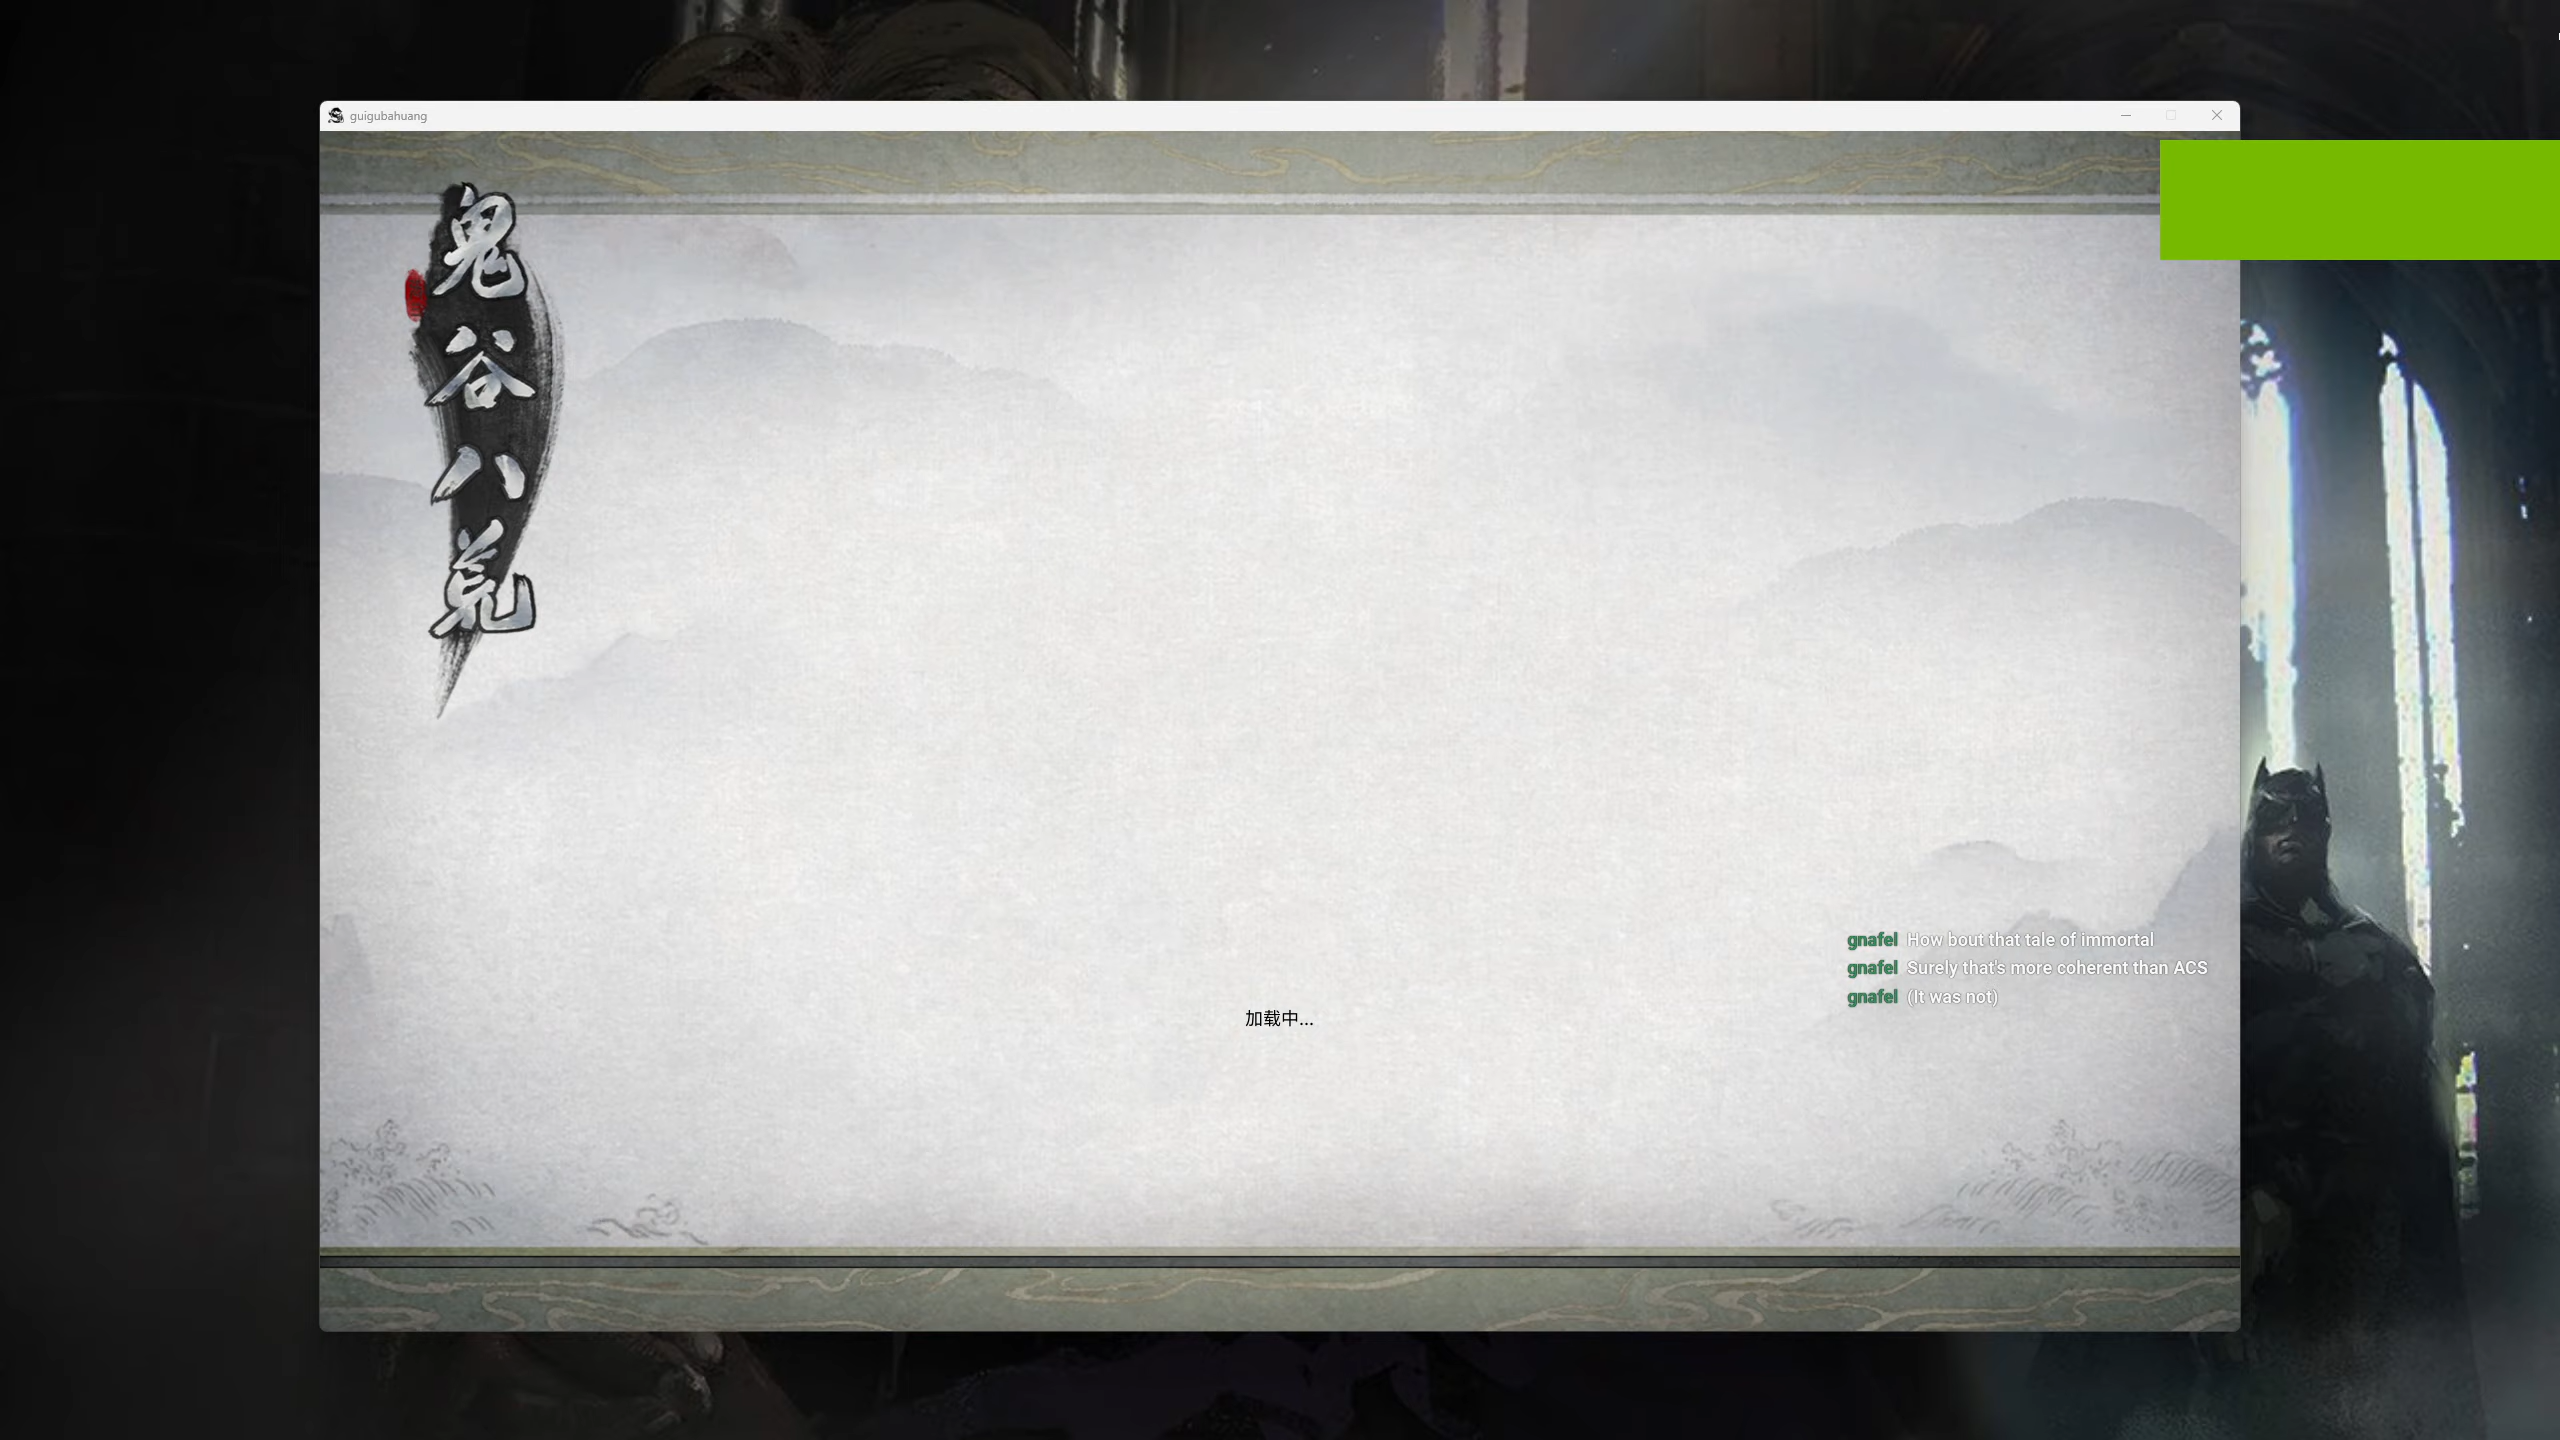 guigubahuang
鬼谷八荒
gnafel How bout that tale of immortal
gnafel Surely that's more coherent than ACS
gnafel (It was not)
加载中...